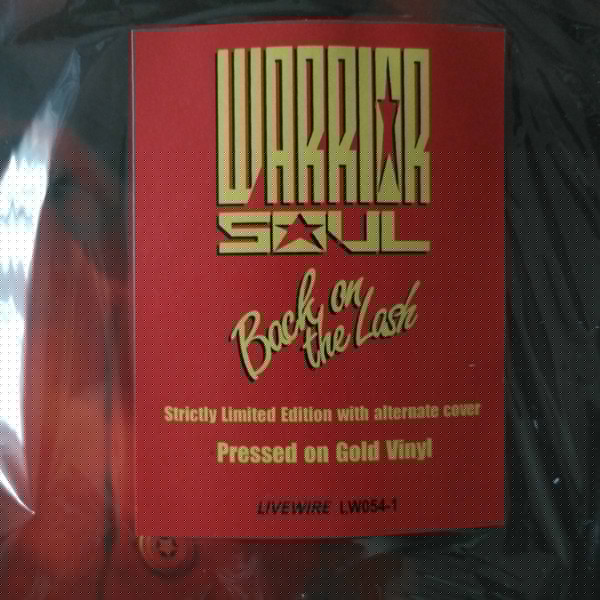 WARRIOR
SOUL
Back on
the Lash
Strictly Limited Edition with alternate cover
Pressed on Gold Vinyl
LIVEWIRE LW054-1